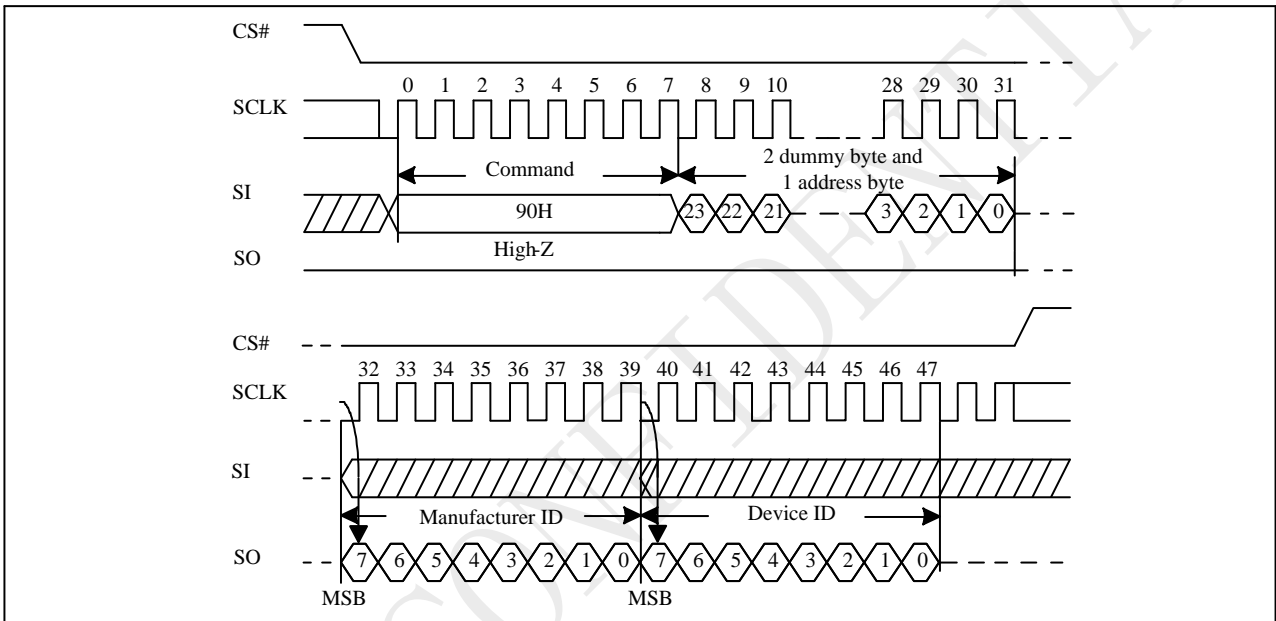 CS#
0 1 2 3 4 5 6 7 8 9 10 28 29 30 31
SCLK
Command
2 dummy byte and
1 address byte
SI
90H
23 22 21 3 2 1 0
High-Z
SO
CS#
32 33 34 35 36 37 38 39 40 41 42 43 44 45 46 47
SCLK
SI
Manufacturer ID
Device ID
SO
7 6 5 4 3 2 1 0 7 6 5 4 3 2 1 0
MSB MSB
CONFIDENTIA